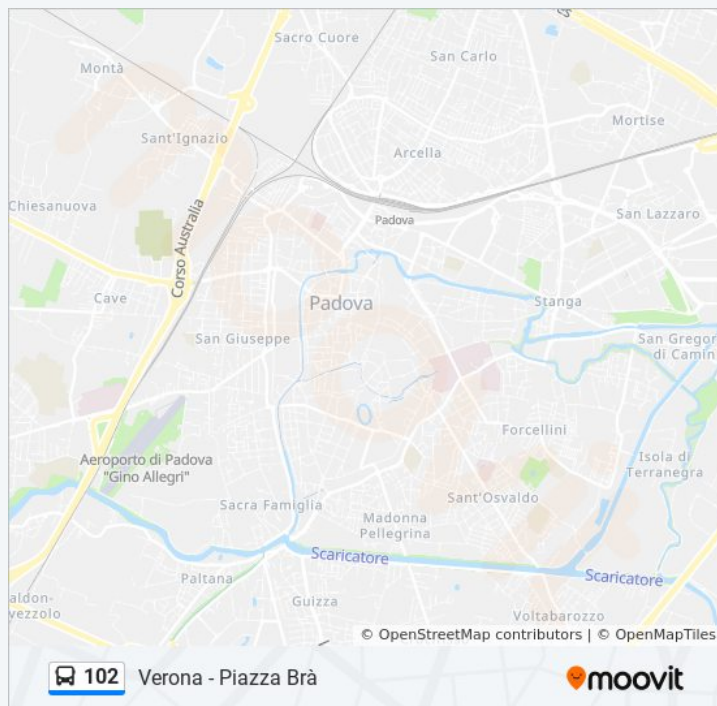 Sacro Cuore
San Carlo
Montà
Mortise
Sant'Ignazio
Arcella
Chiesanuova
San Lazzaro
Padova
Corso Australia
Cave
Padova
Stanga
San Giuseppe
San Gregor
di Camin
Forcellini
Aeroporto di Padova
"Gino Allegri"
Isola di
Terranegra
Sant'Osvaldo
Sacra Famiglia
Madonna
Pellegrina
Scaricatore
Paltana
Scaricatore
aldon-
vezzolo
Guizza
Voltabarozzo
© OpenStreetMap contributors | © OpenMapTiles
102 Verona - Piazza Brà
moovit